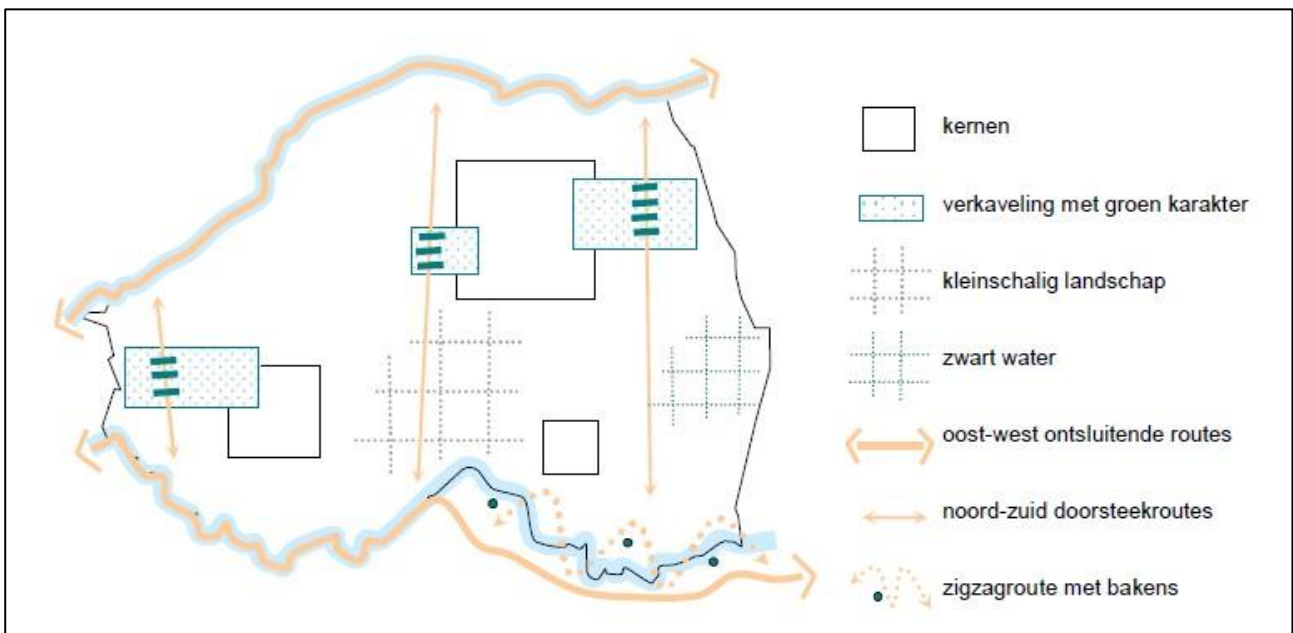 kernen
verkaveling met groen karakter
kleinschalig landschap
zwart water
oost-west ontsluitende routes
noord-zuid doorsteekroutes
zigzagroute met bakens